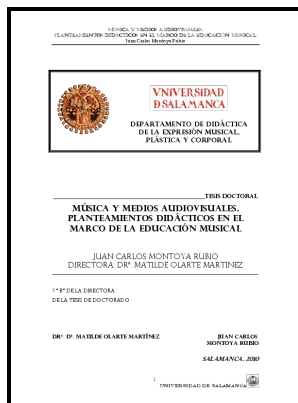 MÚSICA Y MEDIOS AUDIOVISUALES.
PLANTEAMIENTOS DIDÁCTICOS EN EL MARCO DE LA EDUCACIÓN MUSICAL
Juan Carlos Montoya Rubio
VNiVERSiDAD
D SALAMANCA
DEPARTAMENTO DE DIDÁCTICA
DE LA EXPRESIÓN MUSICAL,
PLÁSTICA Y CORPORAL
TESIS DOCTORAL
MÚSICA Y MEDIOS AUDIOVISUALES.
PLANTEAMIENTOS DIDÁCTICOS EN EL
MARCO DE LA EDUCACIÓN MUSICAL
JUAN CARLOS MONTOYA RUBIO
DIRECTORA: DRª. MATILDE OLARTE MARTÍNEZ
Vº Bº DE LA DIRECTORA
DE LA TESIS DE DOCTORADO
DRª. Dª. MATILDE OLARTE MARTÍNEZ
JUAN CARLOS
MONTOYA RUBIO
SALAMANCA, 2010
1
UNIVERSIDAD DE SALAMANCA